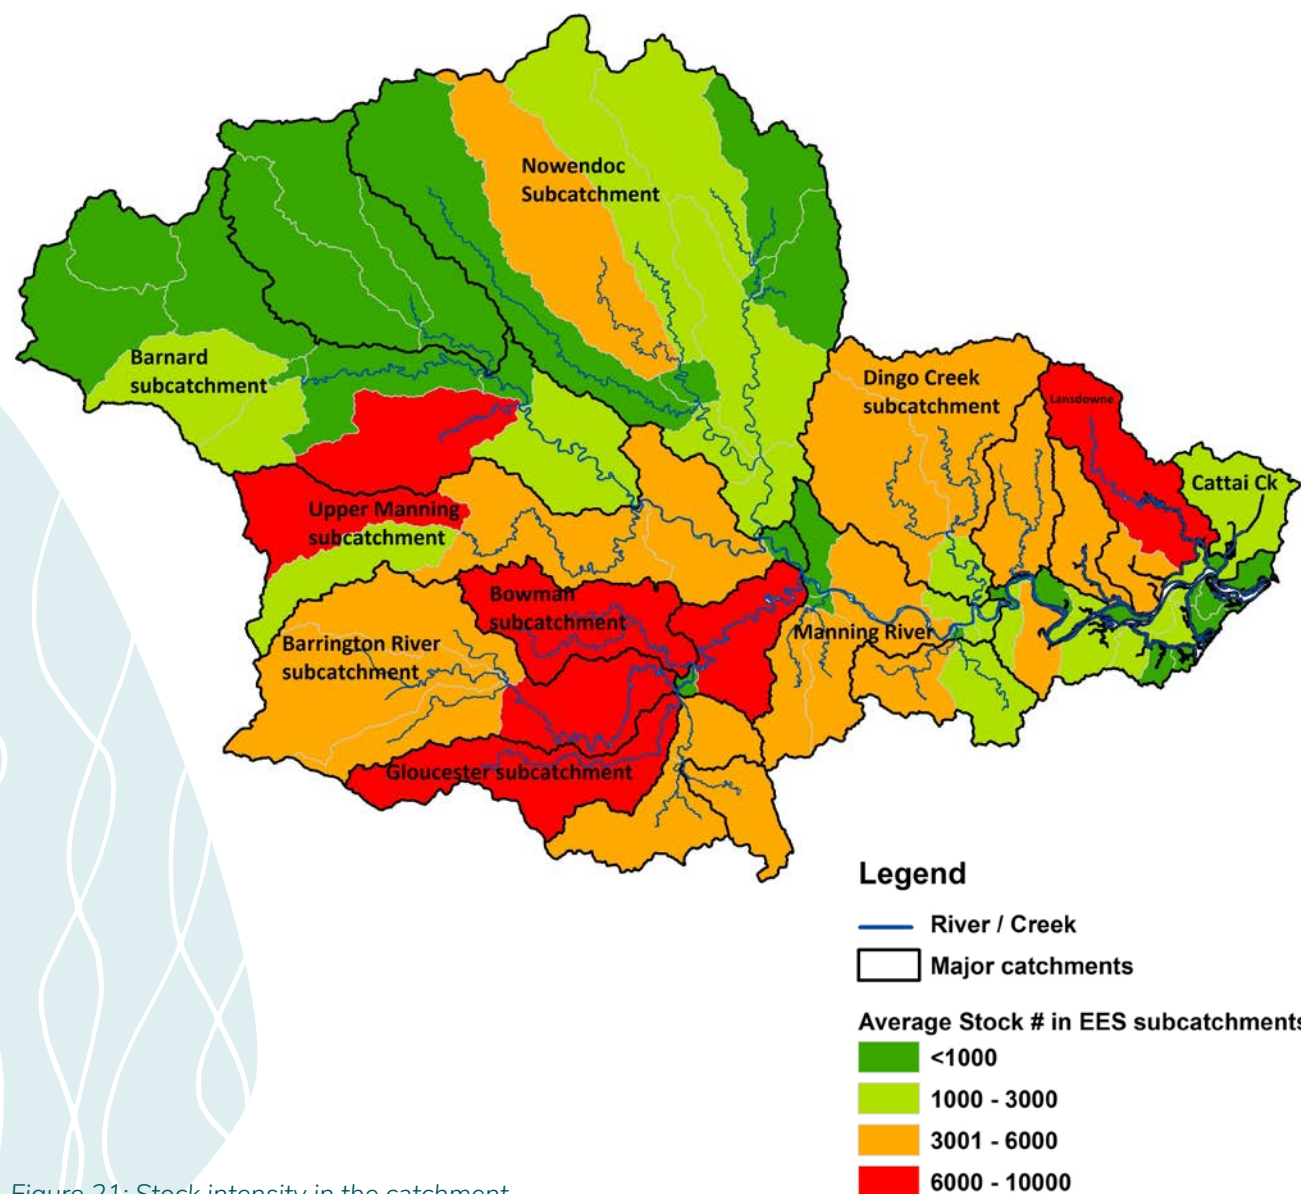 Nowendoc
Subcatchment
Barnard
subcatchment
Dingo Creek
subcatchment
Lansdowne
Cattai Ck
Upper Manning
subcatchment
Bowman
subcatchment
Barrington River
subcatchment
Manning River
Gloucester subcatchment
Legend
River / Creek
Major catchments
Average Stock # in EES subcatchments
<1000
1000 - 3000
3001 - 6000
6000 - 10000
Figure 21: Stock intensity in the catchment